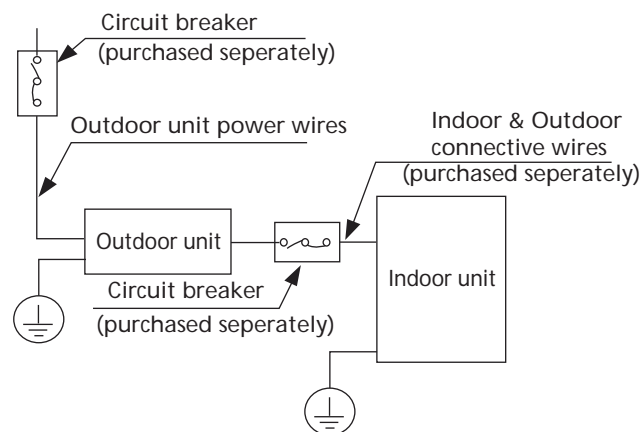 Circuit breaker
(purchased seperately)
Outdoor unit power wires
Indoor & Outdoor
connective wires
(purchased seperately)
Outdoor unit
Indoor unit
Circuit breaker
(purchased seperately)